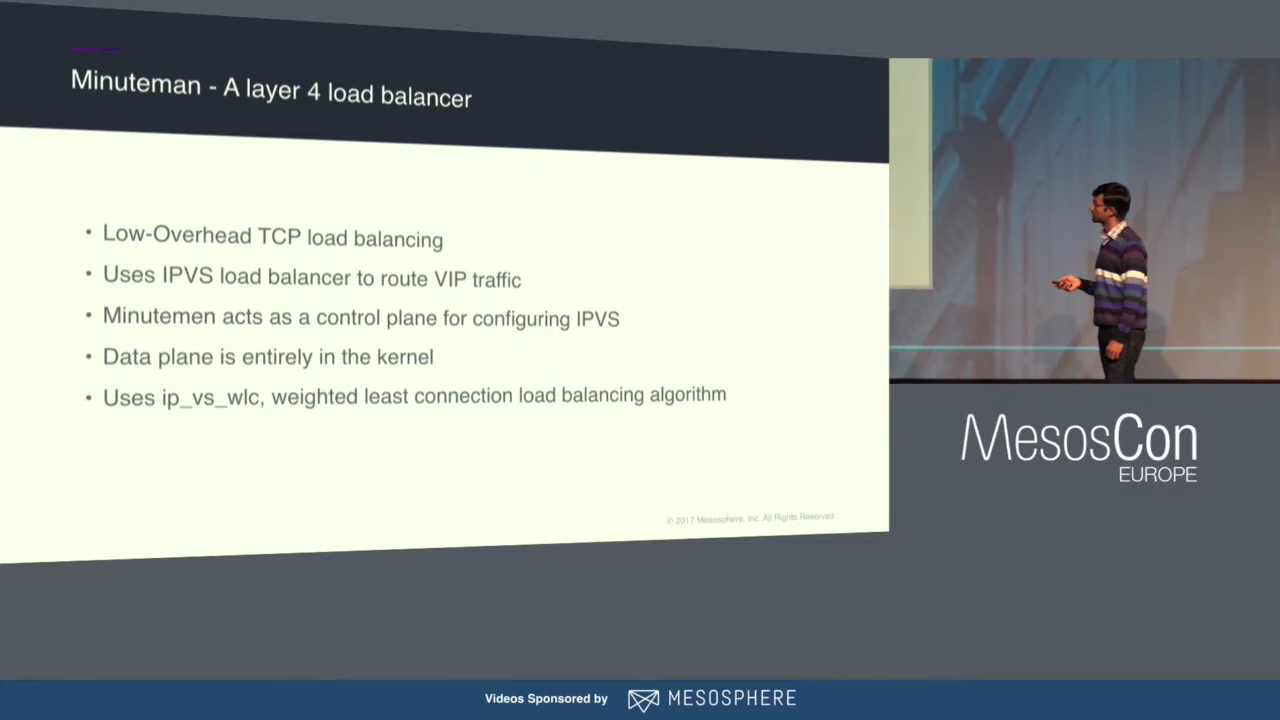 Minuteman - A layer 4 load balancer
• Low-Overhead TCP load balancing
• Uses IPVS load balancer to route VIP traffic
• Minutemen acts as a control plane for configuring IPVS
• Data plane is entirely in the kernel
• Uses ip_vs_wlc, weighted least connection load balancing algorithm
© 2017 Mesosphere, Inc. All Rights Reserved.
MesosCon
EUROPE
Videos Sponsored by MESOSPHERE